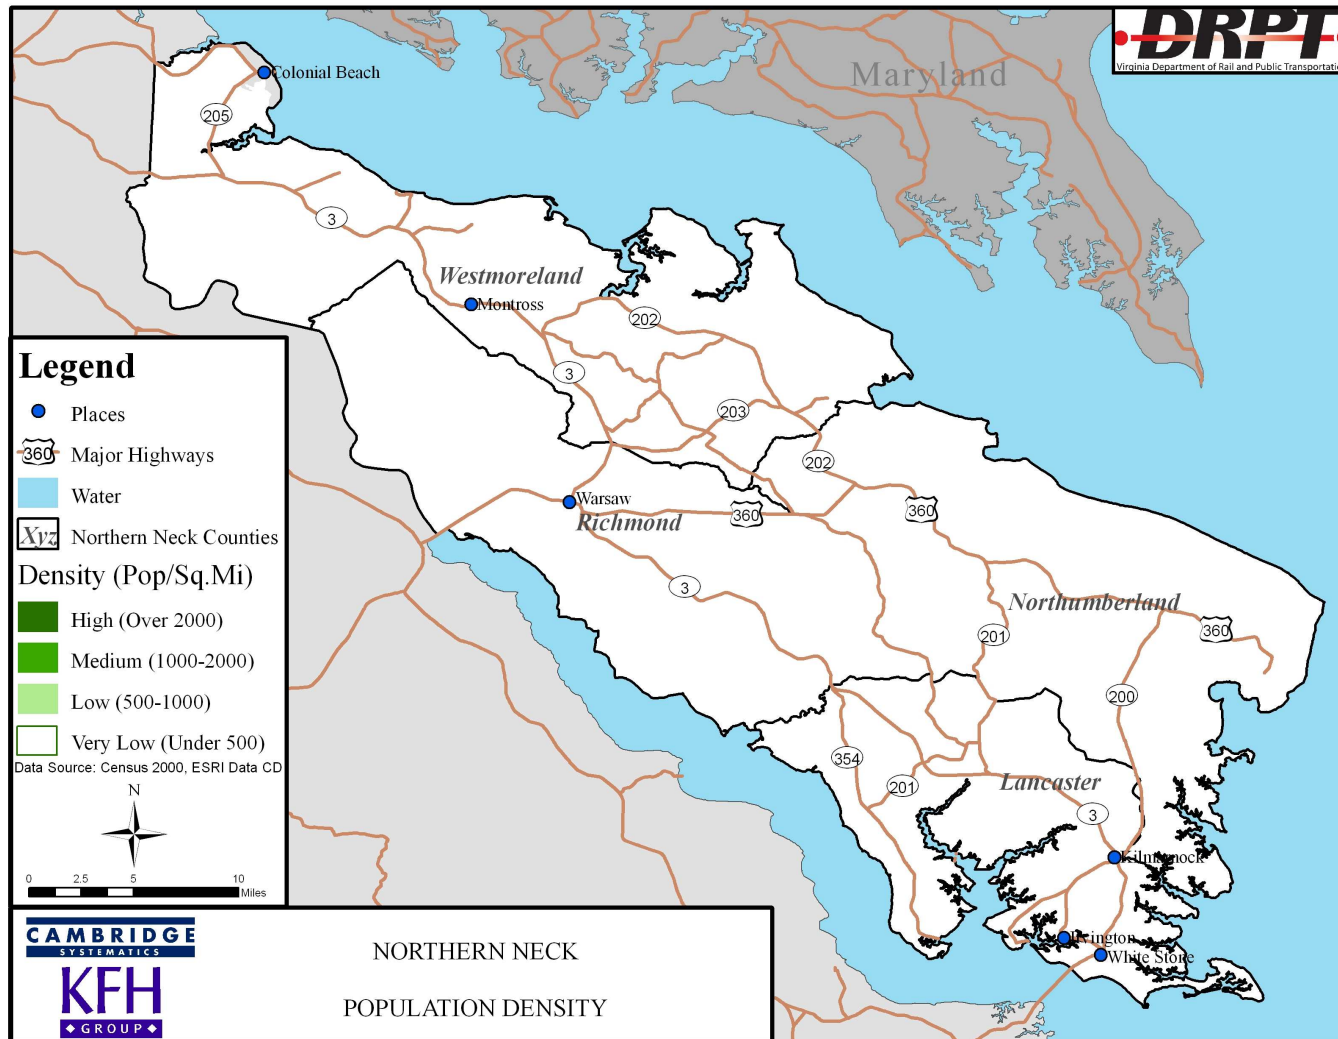 DRPT
Virginia Department of Rail and Public Transportation
Maryland
Colonial Beach
205
3
Westmoreland
Montross
202
3
203
202
Warsaw
Richmond
360
360
3
Northumberland
201
360
200
354
201
Lancaster
3
Kilmarnock
Irvington
White Stone
Legend
Places
360 Major Highways
Water
Xyz Northern Neck Counties
Density (Pop/Sq.Mi)
High (Over 2000)
Medium (1000-2000)
Low (500-1000)
Very Low (Under 500)
Data Source: Census 2000, ESRI Data CD
N
0 2.5 5 10
Miles
CAMBRIDGE
SYSTEMATICS
KFH
GROUP
NORTHERN NECK
POPULATION DENSITY